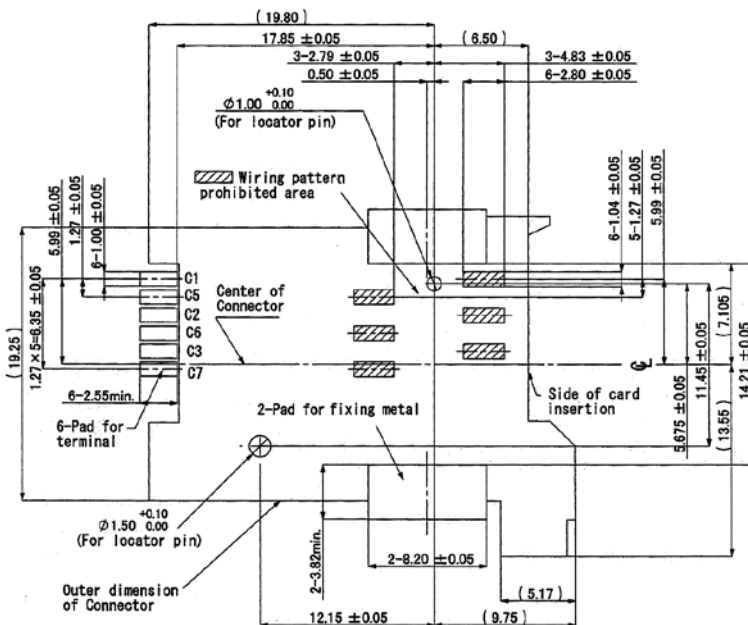 ( 19.80 )
17.85 ±0.05
( 6.50 )
3-2.79 ±0.05
3-4.83 ±0.05
0.50 ±0.05
6-2.80 ±0.05
φ1.00 +0.10 0.00
(For locator pin)
Wiring pattern
prohibited area
5.99 ±0.05
1.27 ±0.05
6-1.00 ±0.05
6-1.04 ±0.05
5-1.27 ±0.05
5.99 ±0.05
( 19.25 )
1.27 ×5=6.35 ±0.05
C1
C5
C2
C6
C3
C7
Center of
Connector
℄
( 7.105 )
14.21 ±0.05
11.45 ±0.05
5.675 ±0.05
( 13.55 )
6-2.55min.
6-Pad for
terminal
2-Pad for fixing metal
Side of card
insertion
φ1.50 +0.10 0.00
(For locator pin)
2-3.82min.
2-8.20 ±0.05
Outer dimension
of Connector
( 5.17 )
12.15 ±0.05
( 9.75 )